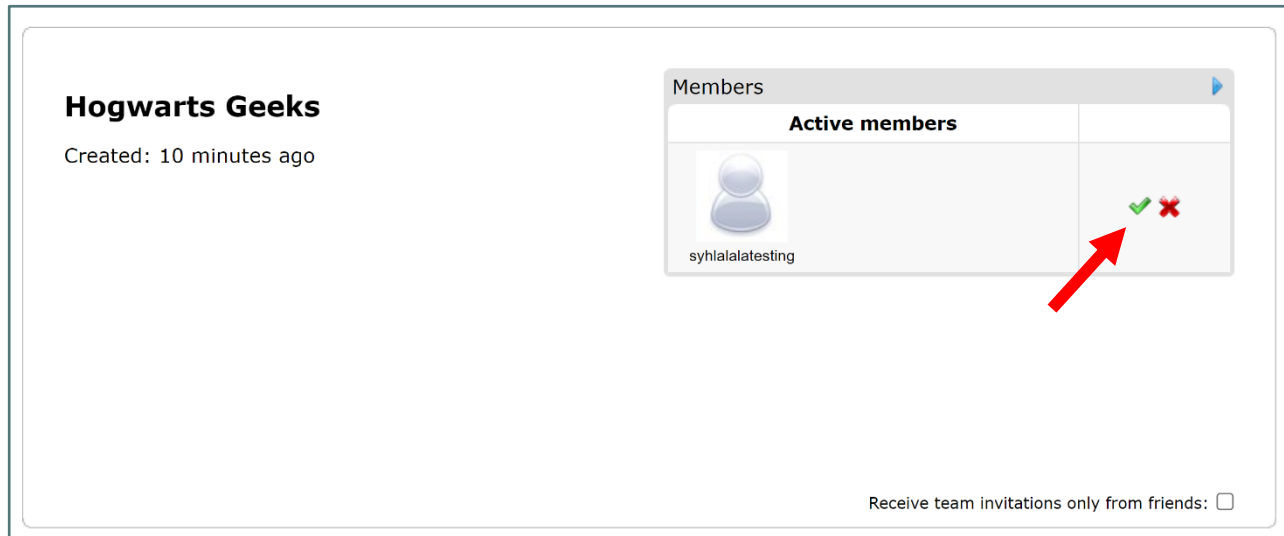 Hogwarts Geeks
Created: 10 minutes ago
Members
Active members
syhlalalatesting
Receive team invitations only from friends: